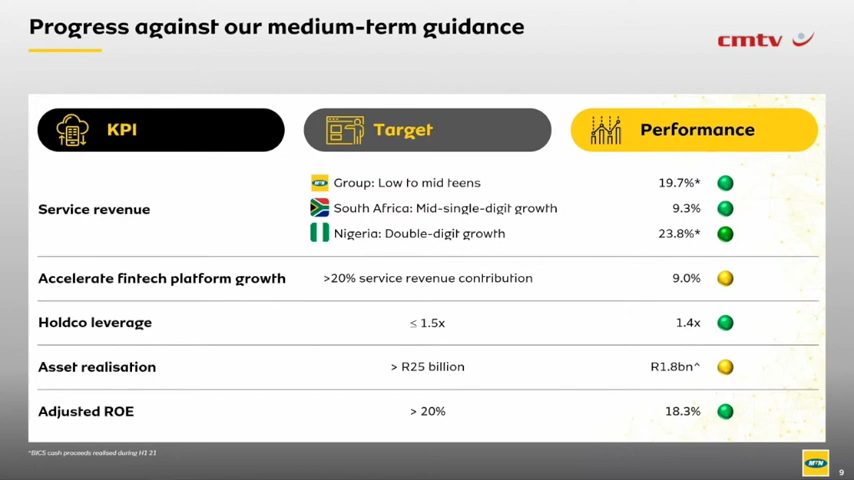 Progress against our medium-term guidance
cmtv
KPI
Target
Performance
Service revenue
MTN Group: Low to mid teens 19.7%*
South Africa: Mid-single-digit growth 9.3%
Nigeria: Double-digit growth 23.8%*
Accelerate fintech platform growth >20% service revenue contribution 9.0%
Holdco leverage ≤ 1.5x 1.4x
Asset realisation > R25 billion R1.8bn^
Adjusted ROE > 20% 18.3%
^BICS cash proceeds realised during H1 21
MTN
9